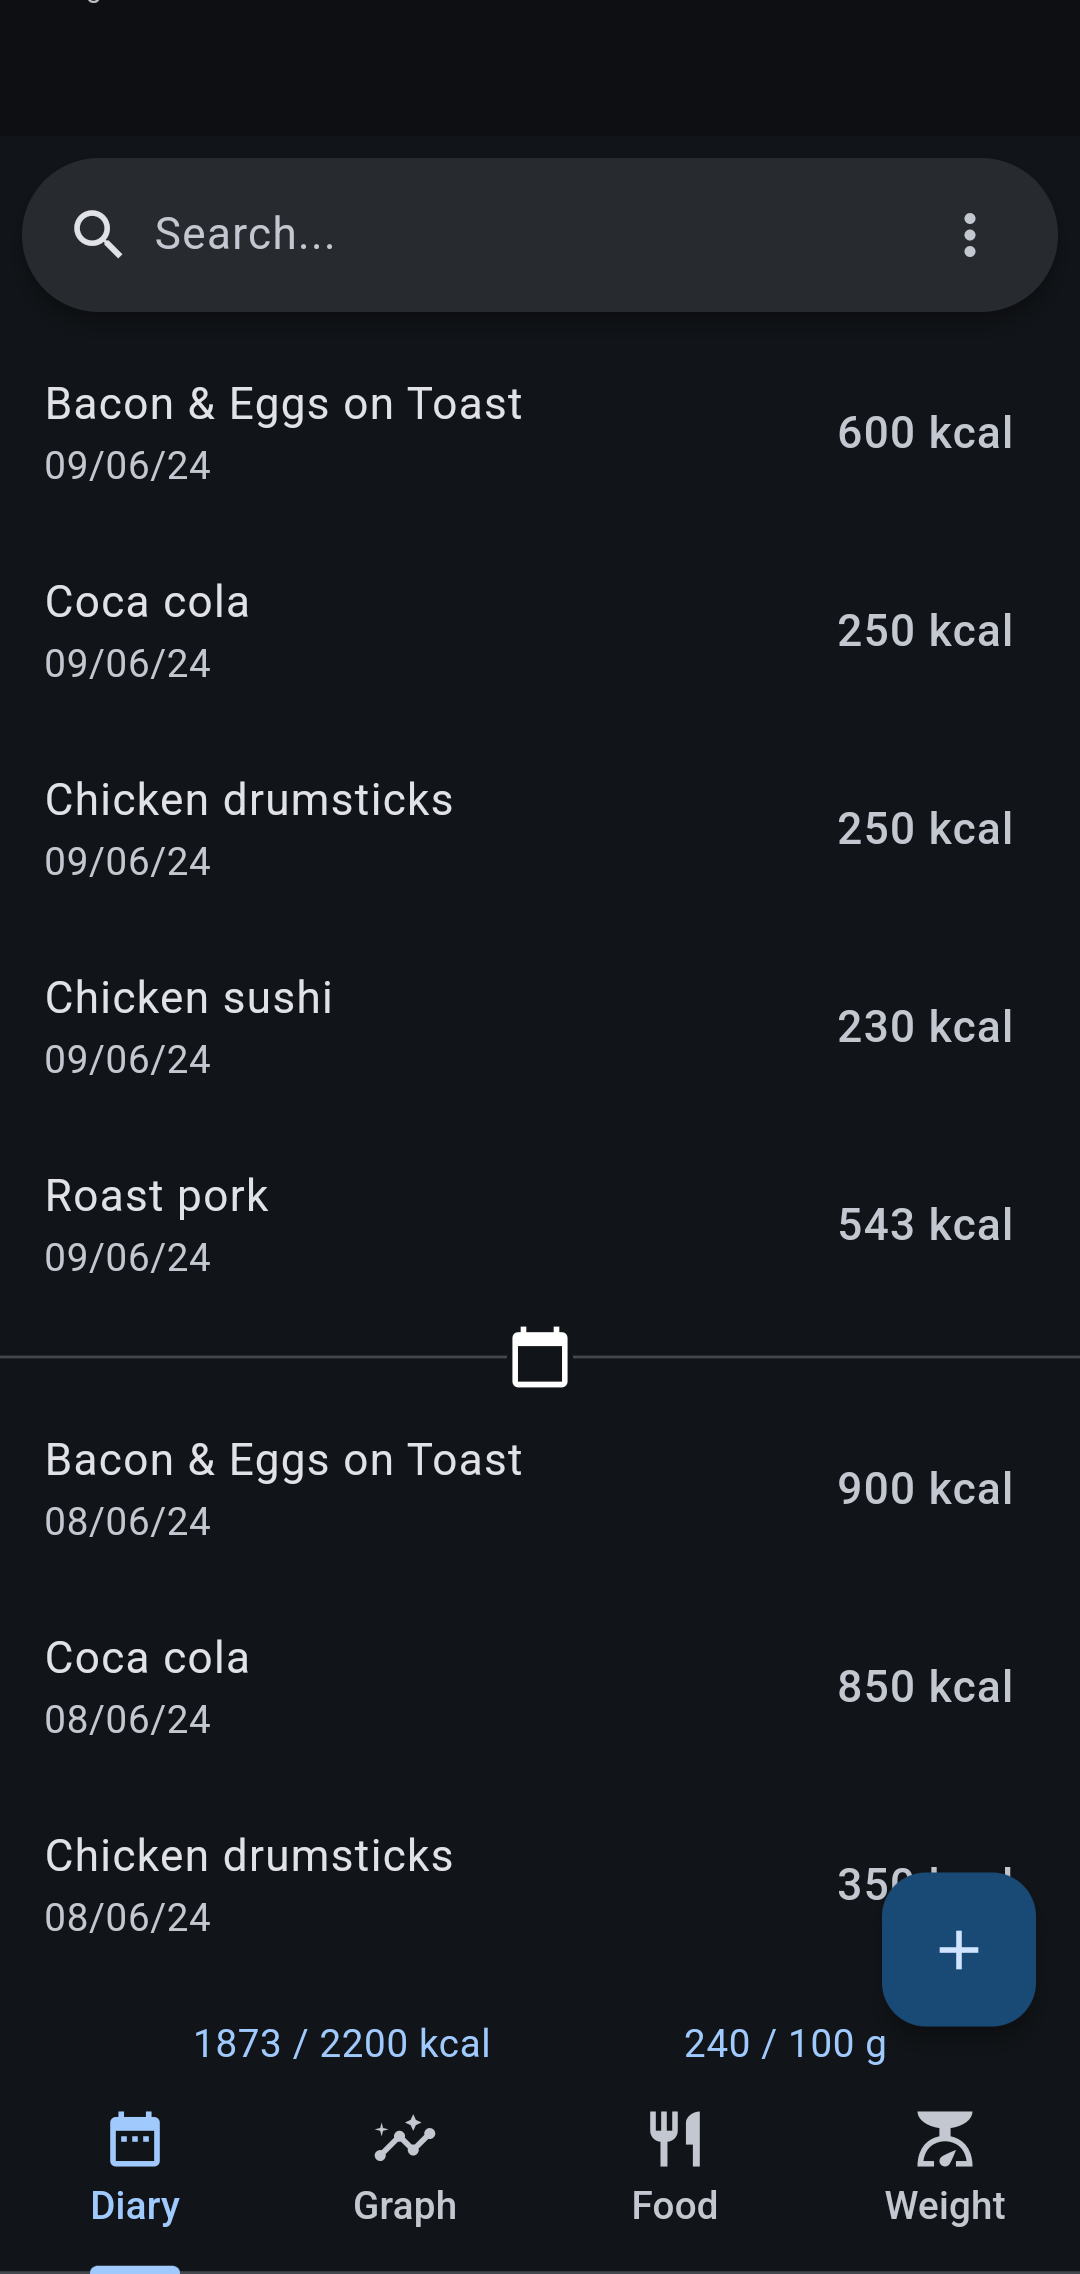 Search...
Bacon & Eggs on Toast
600 kcal
09/06/24
Coca cola
250 kcal
09/06/24
Chicken drumsticks
250 kcal
09/06/24
Chicken sushi
230 kcal
09/06/24
Roast pork
543 kcal
09/06/24
Bacon & Eggs on Toast
900 kcal
08/06/24
Coca cola
850 kcal
08/06/24
Chicken drumsticks
350 kcal
08/06/24
1873 / 2200 kcal
240 / 100 g
Diary
Graph
Food
Weight